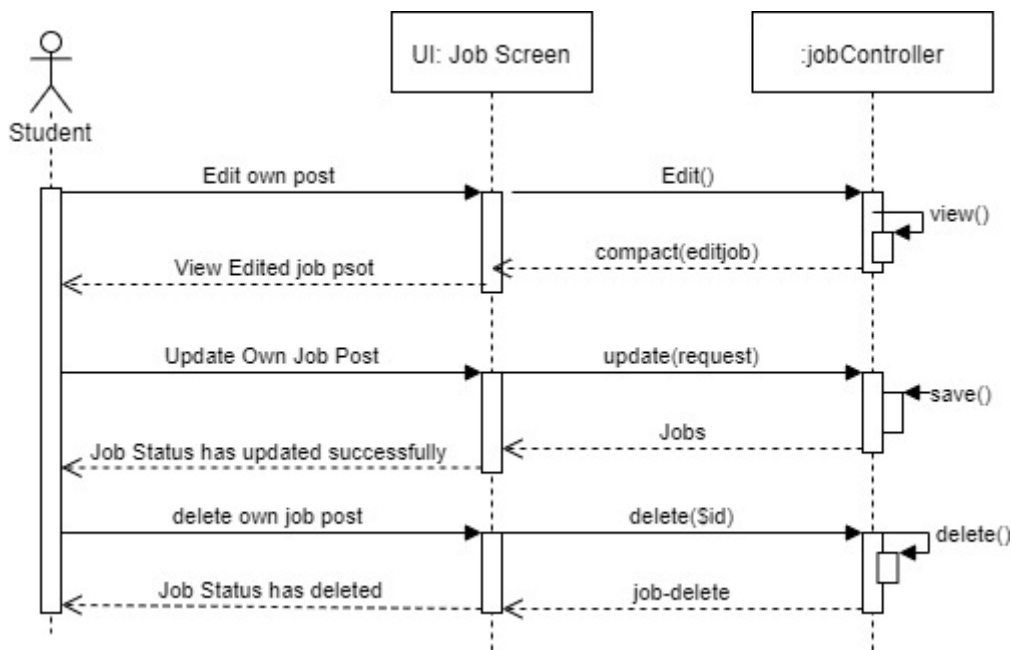 UI: Job Screen
:jobController
Student
Edit own post
Edit()
view()
compact(editjob)
View Edited job psot
Update Own Job Post
update(request)
save()
Jobs
Job Status has updated successfully
delete own job post
delete($id)
delete()
Job Status has deleted
job-delete